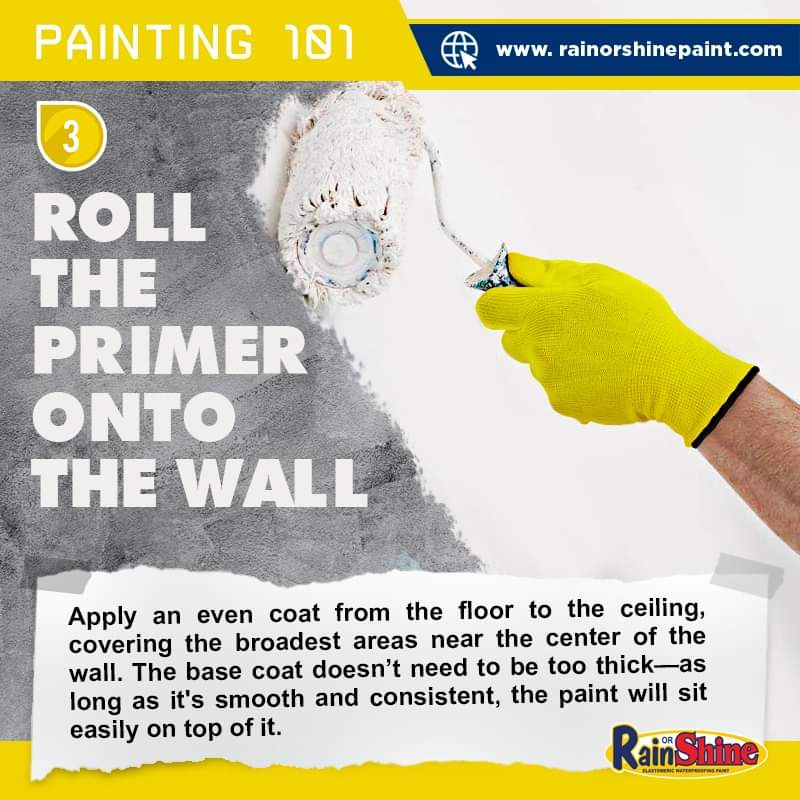 PAINTING 101
www. rainorshinepaint.com
3
ROLL
THE
PRIMER
ONTO
THE WALL
Apply an even coat from the floor to the ceiling,
covering the broadest areas near the center of the
wall. The base coat doesn’t need to be too thick—as
long as it's smooth and consistent, the paint will sit
easily on top of it.
Rain OR Shine
ELASTOMERIC WATERPROOFING PAINT